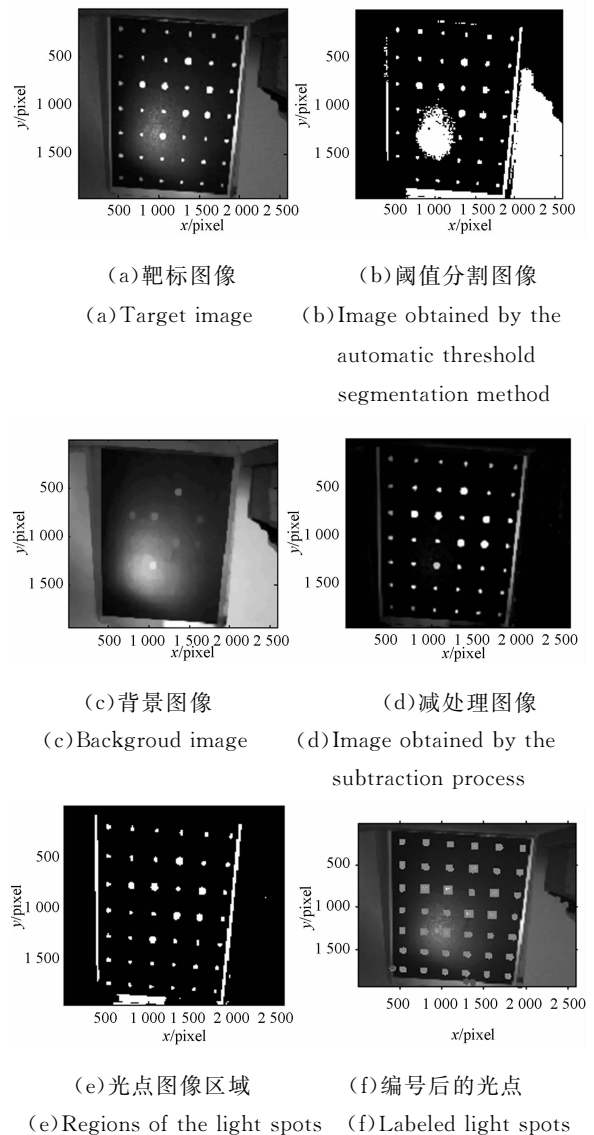 500
1 000
1 500
y/pixel
500 1 000 1 500 2 000 2 500
x/pixel
500
1 000
1 500
y/pixel
500 1 000 1 500 2 000 2 500
x/pixel
(a)靶标图像
(a)Target image
(b)阈值分割图像
(b)Image obtained by the
automatic threshold
segmentation method
500
1 000
1 500
y/pixel
500 1 000 1 500 2 000 2 500
x/pixel
500
1 000
1 500
y/pixel
500 1 000 1 500 2 000 2 500
x/pixel
(c)背景图像
(c)Backgroud image
(d)减处理图像
(d)Image obtained by the
subtraction process
500
1 000
1 500
y/pixel
500 1 000 1 500 2 000 2 500
x/pixel
500
1 000
1 500
y/pixel
500 1 000 1 500 2 000 2 500
x/pixel
(e)光点图像区域
(e)Regions of the light spots
(f)编号后的光点
(f)Labeled light spots